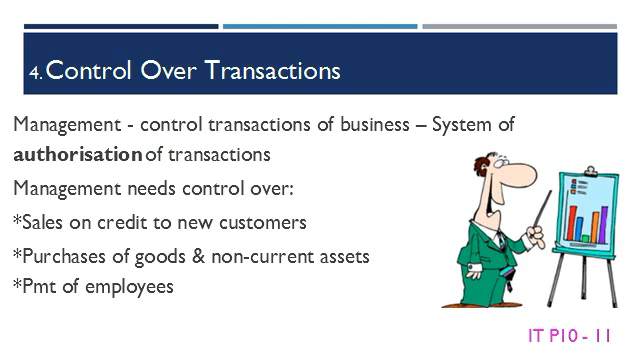 4. Control Over Transactions
Management - control transactions of business – System of
authorisation of transactions
Management needs control over:
*Sales on credit to new customers
*Purchases of goods & non-current assets
*Pmt of employees
IT P10 - 11